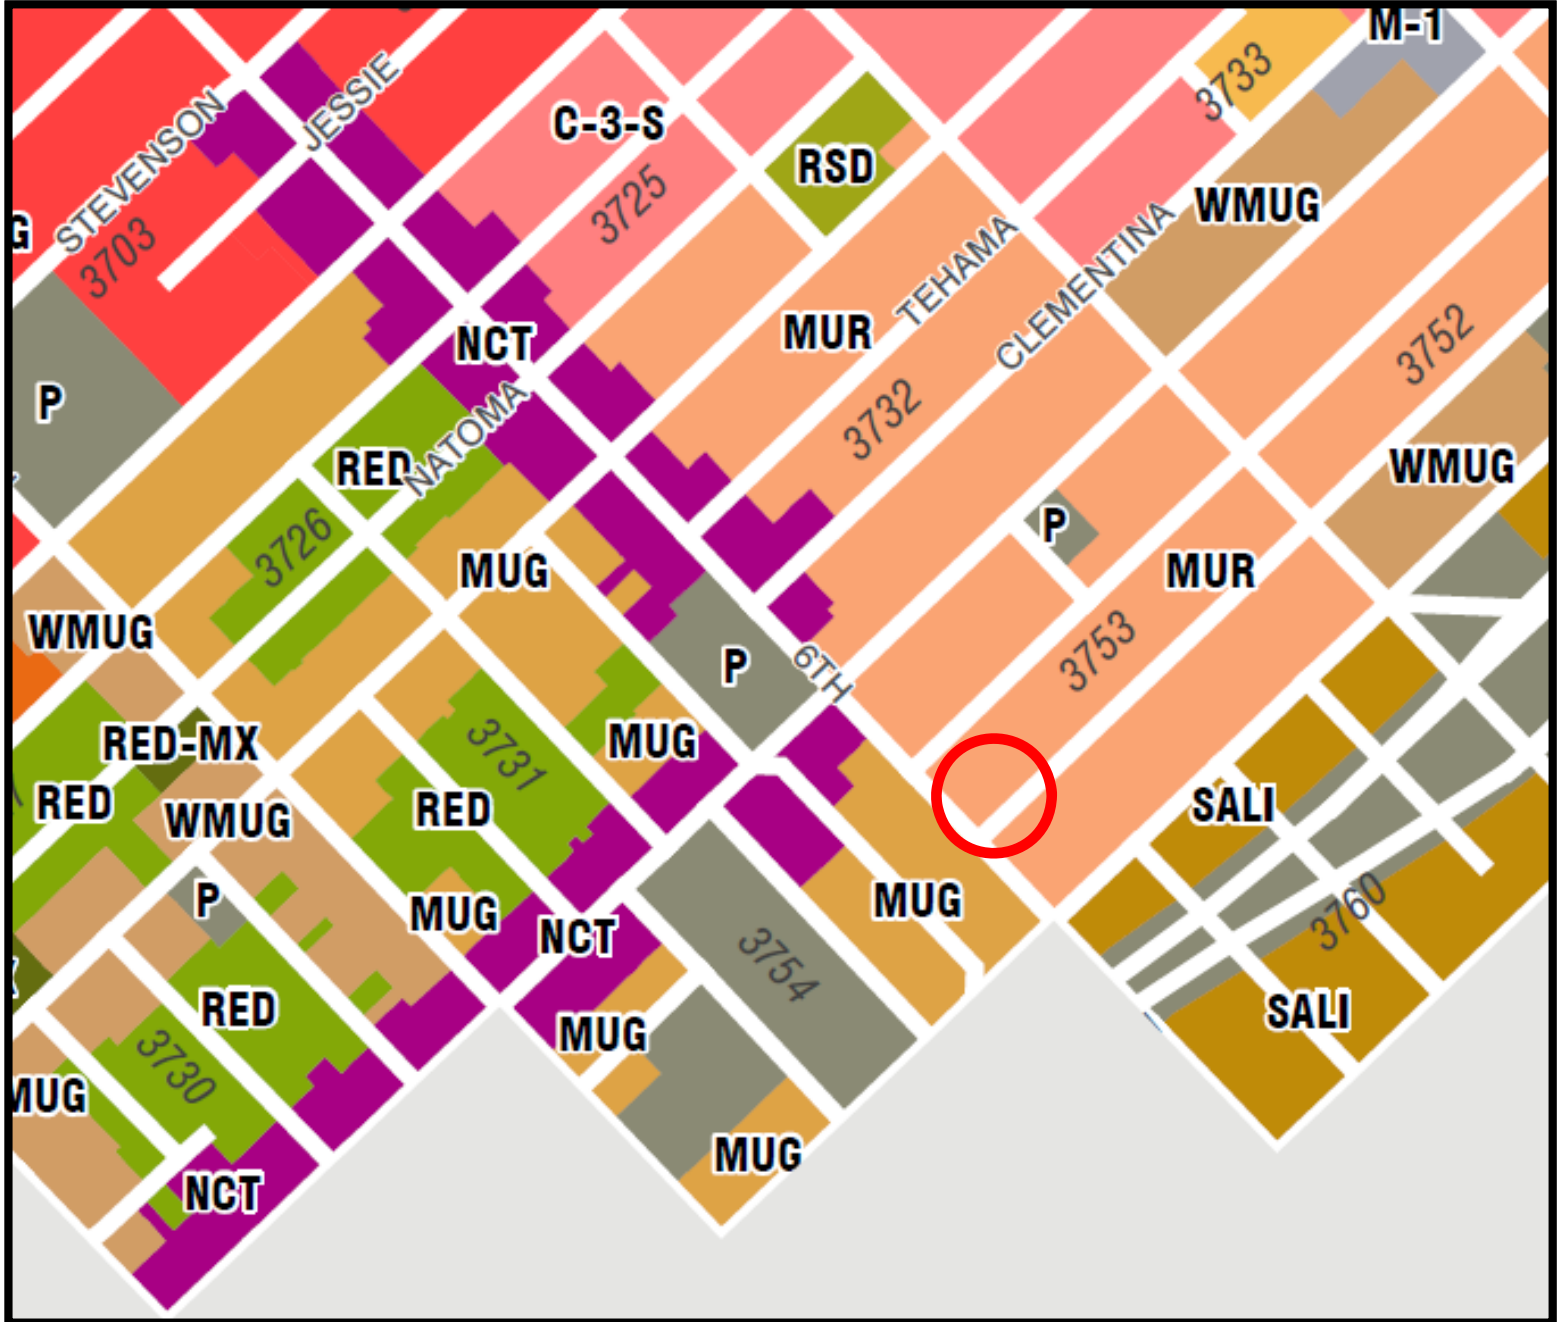 M-1
3733
C-3-S
JESSIE
STEVENSON
RSD
3725
WMUG
G
3703
TEHAMA
CLEMENTINA
MUR
NCT
3752
P
3732
NATOMA
RED
WMUG
P
3726
MUG
MUR
WMUG
3753
P
6TH
RED-MX
MUG
3731
RED
WMUG
RED
SALI
P
MUG
MUG
3760
NCT
3754
RED
SALI
MUG
3730
MUG
MUG
NCT